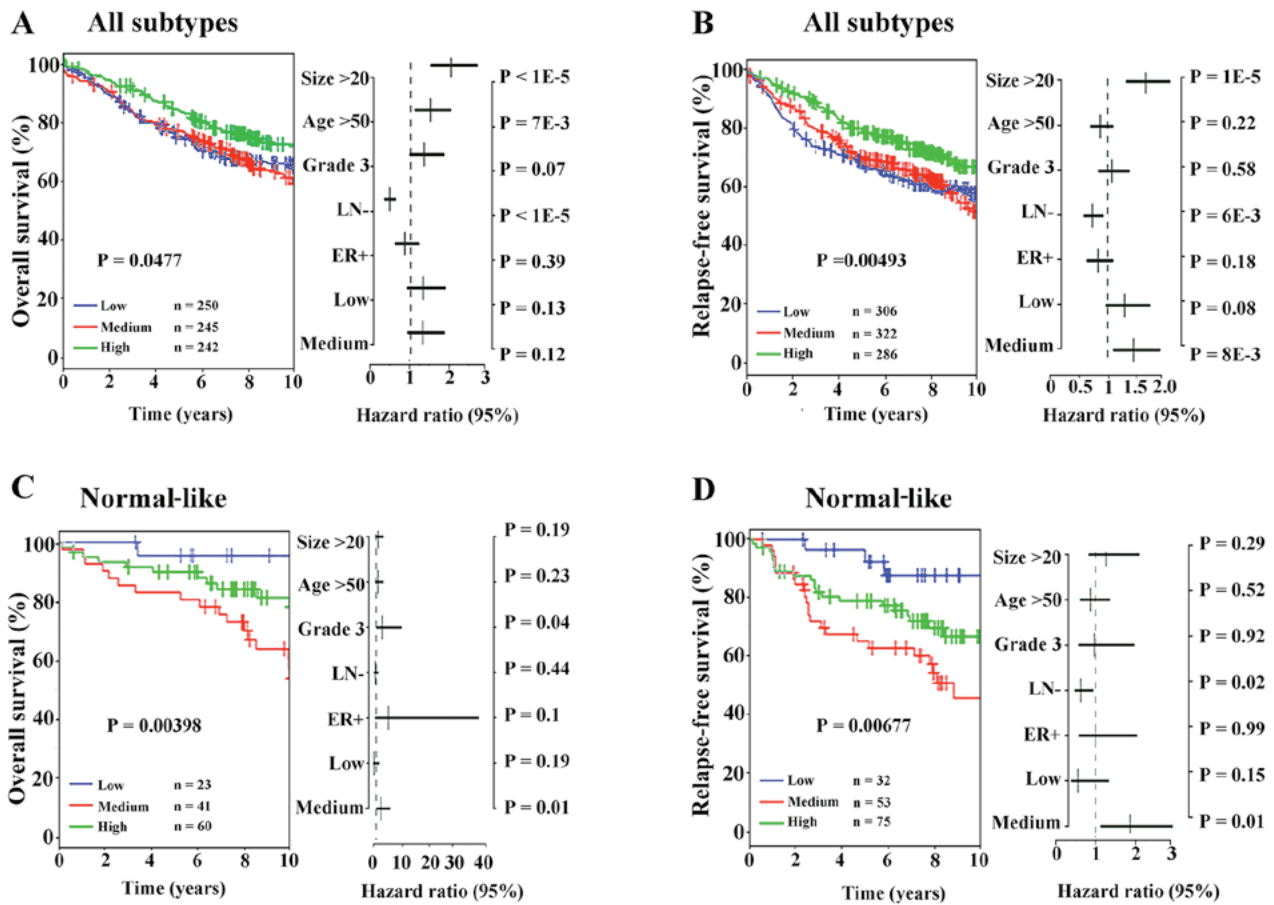 A
All subtypes
Overall survival (%)
100
80
60
40
20
0
P = 0.0477
Low n = 250
Medium n = 245
High n = 242
0 2 4 6 8 10
Time (years)
Size >20
Age >50
Grade 3
LN-
ER+
Low
Medium
P < 1E-5
P = 7E-3
P = 0.07
P < 1E-5
P = 0.39
P = 0.13
P = 0.12
0 1 2 3
Hazard ratio (95%)
B
All subtypes
Relapse-free survival (%)
100
80
60
40
20
0
P =0.00493
Low n = 306
Medium n = 322
High n = 286
0 2 4 6 8 10
Time (years)
Size >20
Age >50
Grade 3
LN-
ER+
Low
Medium
P = 1E-5
P = 0.22
P = 0.58
P = 6E-3
P = 0.18
P = 0.08
P = 8E-3
0 0.5 1 1.5 2.0
Hazard ratio (95%)
C
Normal-like
Overall survival (%)
100
80
60
40
20
0
P = 0.00398
Low n = 23
Medium n = 41
High n = 60
0 2 4 6 8 10
Time (years)
Size >20
Age >50
Grade 3
LN-
ER+
Low
Medium
P = 0.19
P = 0.23
P = 0.04
P = 0.44
P = 0.1
P = 0.19
P = 0.01
0 10 20 30 40
Hazard ratio (95%)
D
Normal-like
Relapse-free survival (%)
100
80
60
40
20
0
P = 0.00677
Low n = 32
Medium n = 53
High n = 75
0 2 4 6 8 10
Time (years)
Size >20
Age >50
Grade 3
LN-
ER+
Low
Medium
P = 0.29
P = 0.52
P = 0.92
P = 0.02
P = 0.99
P = 0.15
P = 0.01
0 1 2 3
Hazard ratio (95%)